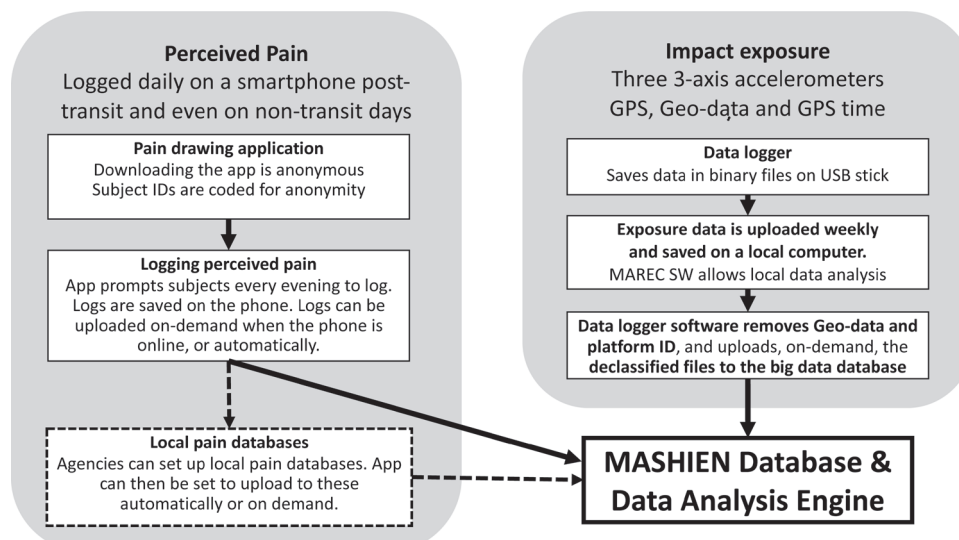 Perceived Pain
Logged daily on a smartphone post-
transit and even on non-transit days
Pain drawing application
Downloading the app is anonymous
Subject IDs are coded for anonymity
Logging perceived pain
App prompts subjects every evening to log.
Logs are saved on the phone. Logs can be
uploaded on-demand when the phone is
online, or automatically.
Local pain databases
Agencies can set up local pain databases. App
can then be set to upload to these
automatically or on demand.
Impact exposure
Three 3-axis accelerometers
GPS, Geo-data and GPS time
Data logger
Saves data in binary files on USB stick
Exposure data is uploaded weekly
and saved on a local computer.
MAREC SW allows local data analysis
Data logger software removes Geo-data and
platform ID, and uploads, on-demand, the
declassified files to the big data database
MASHIEN Database &
Data Analysis Engine